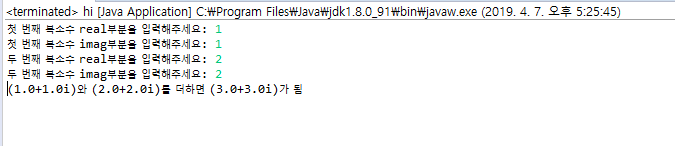 <terminated> hi [Java Application] C:₩Program Files₩Java₩jdk1.8.0_91₩bin₩javaw.exe (2019. 4. 7. 오후 5:25:45)
첫 번째 복소수 real부분을 입력해주세요: 1
첫 번째 복소수 imag부분을 입력해주세요: 1
두 번째 복소수 real부분을 입력해주세요: 2
두 번째 복소수 imag부분을 입력해주세요: 2
(1.0+1.0i)와 (2.0+2.0i)를 더하면 (3.0+3.0i)가 됨